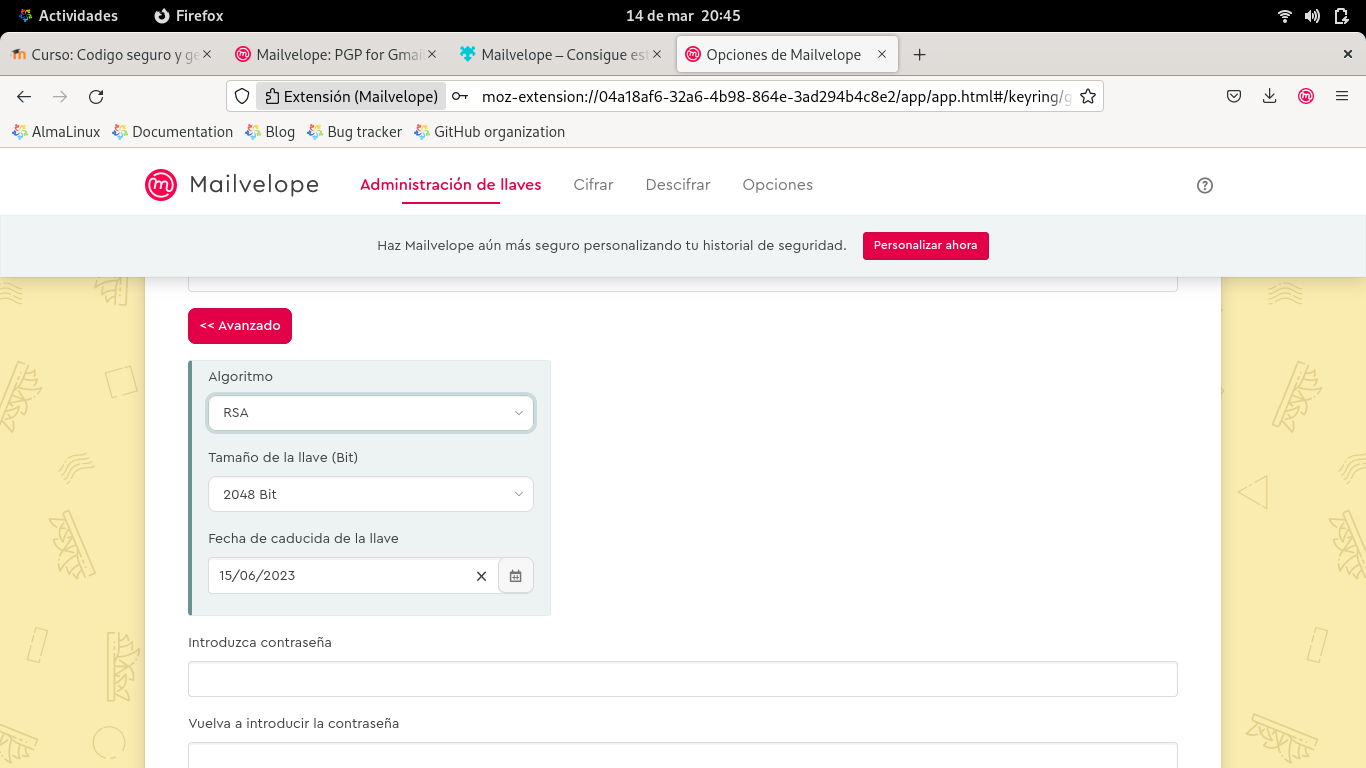 Actividades Firefox 14 de mar 20:45
Curso: Codigo seguro y ge Mailvelope: PGP for Gmai Mailvelope – Consigue est Opciones de Mailvelope
Extensión (Mailvelope) moz-extension://04a18af6-32a6-4b98-864e-3ad294b4c8e2/app/app.html#/keyring/g
AlmaLinux Documentation Blog Bug tracker GitHub organization
Mailvelope Administración de llaves Cifrar Descifrar Opciones
Haz Mailvelope aún más seguro personalizando tu historial de seguridad. Personalizar ahora
<< Avanzado
Algoritmo
RSA
Tamaño de la llave (Bit)
2048 Bit
Fecha de caducida de la llave
15/06/2023
Introduzca contraseña
Vuelva a introducir la contraseña